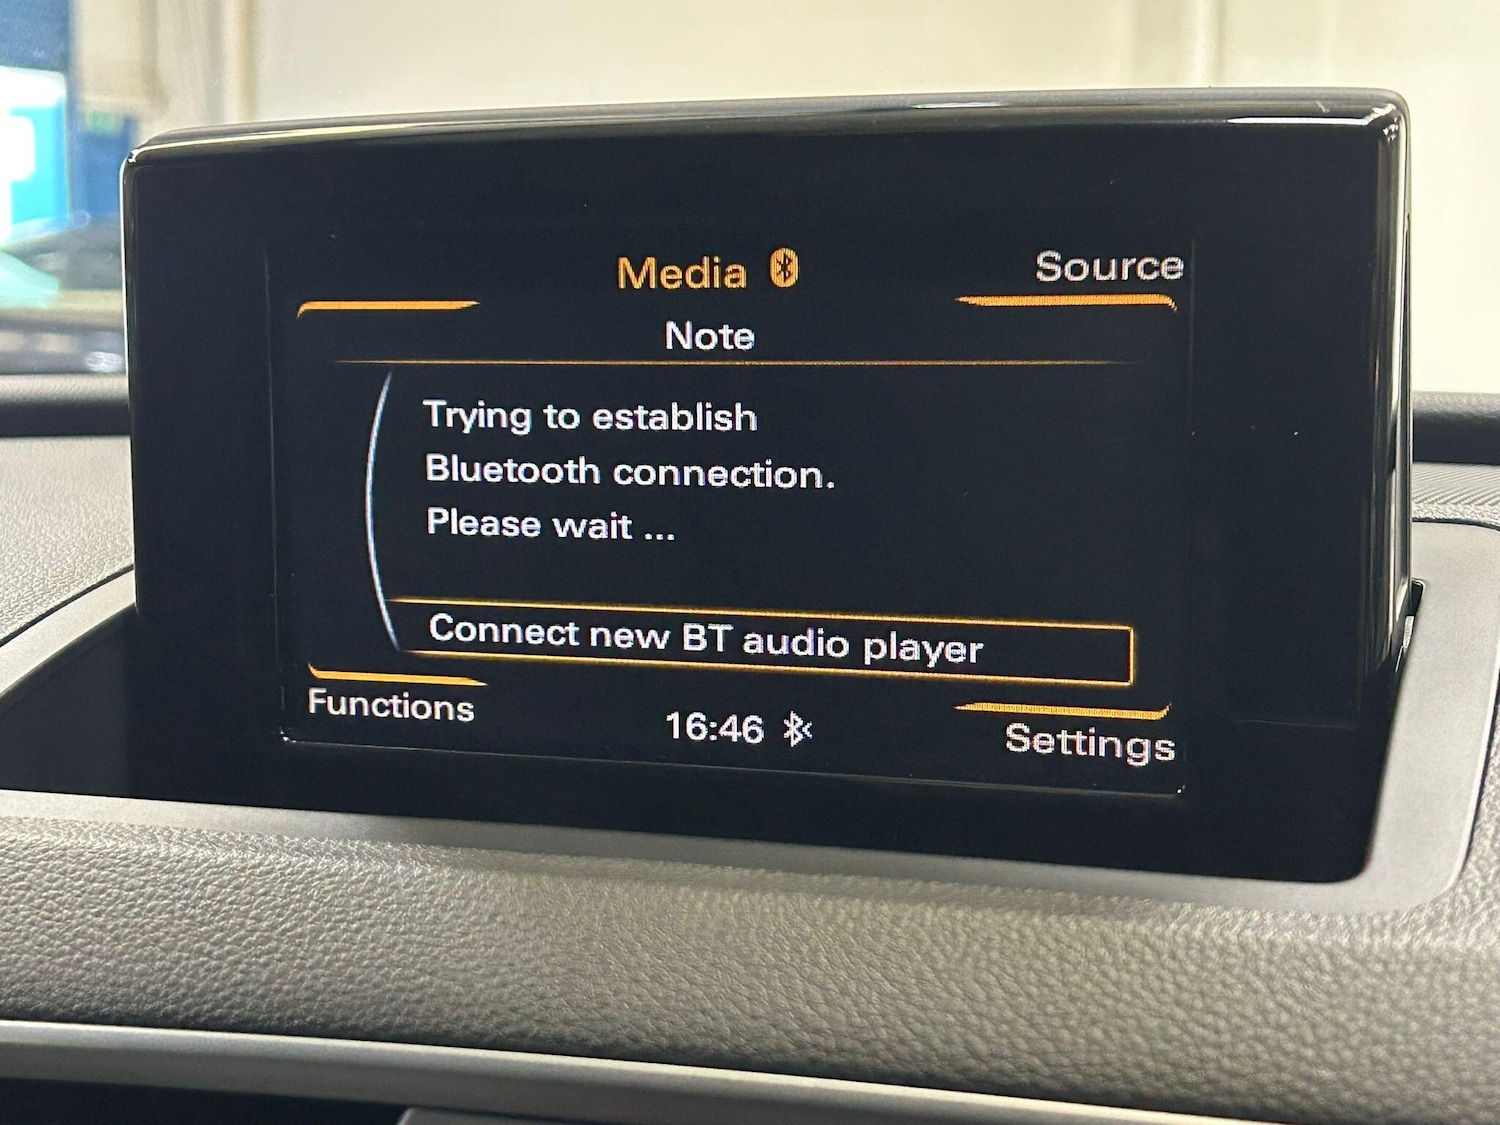 Media
Source
Note
Trying to establish
Bluetooth connection.
Please wait ...
Connect new BT audio player
Functions
16:46
Settings